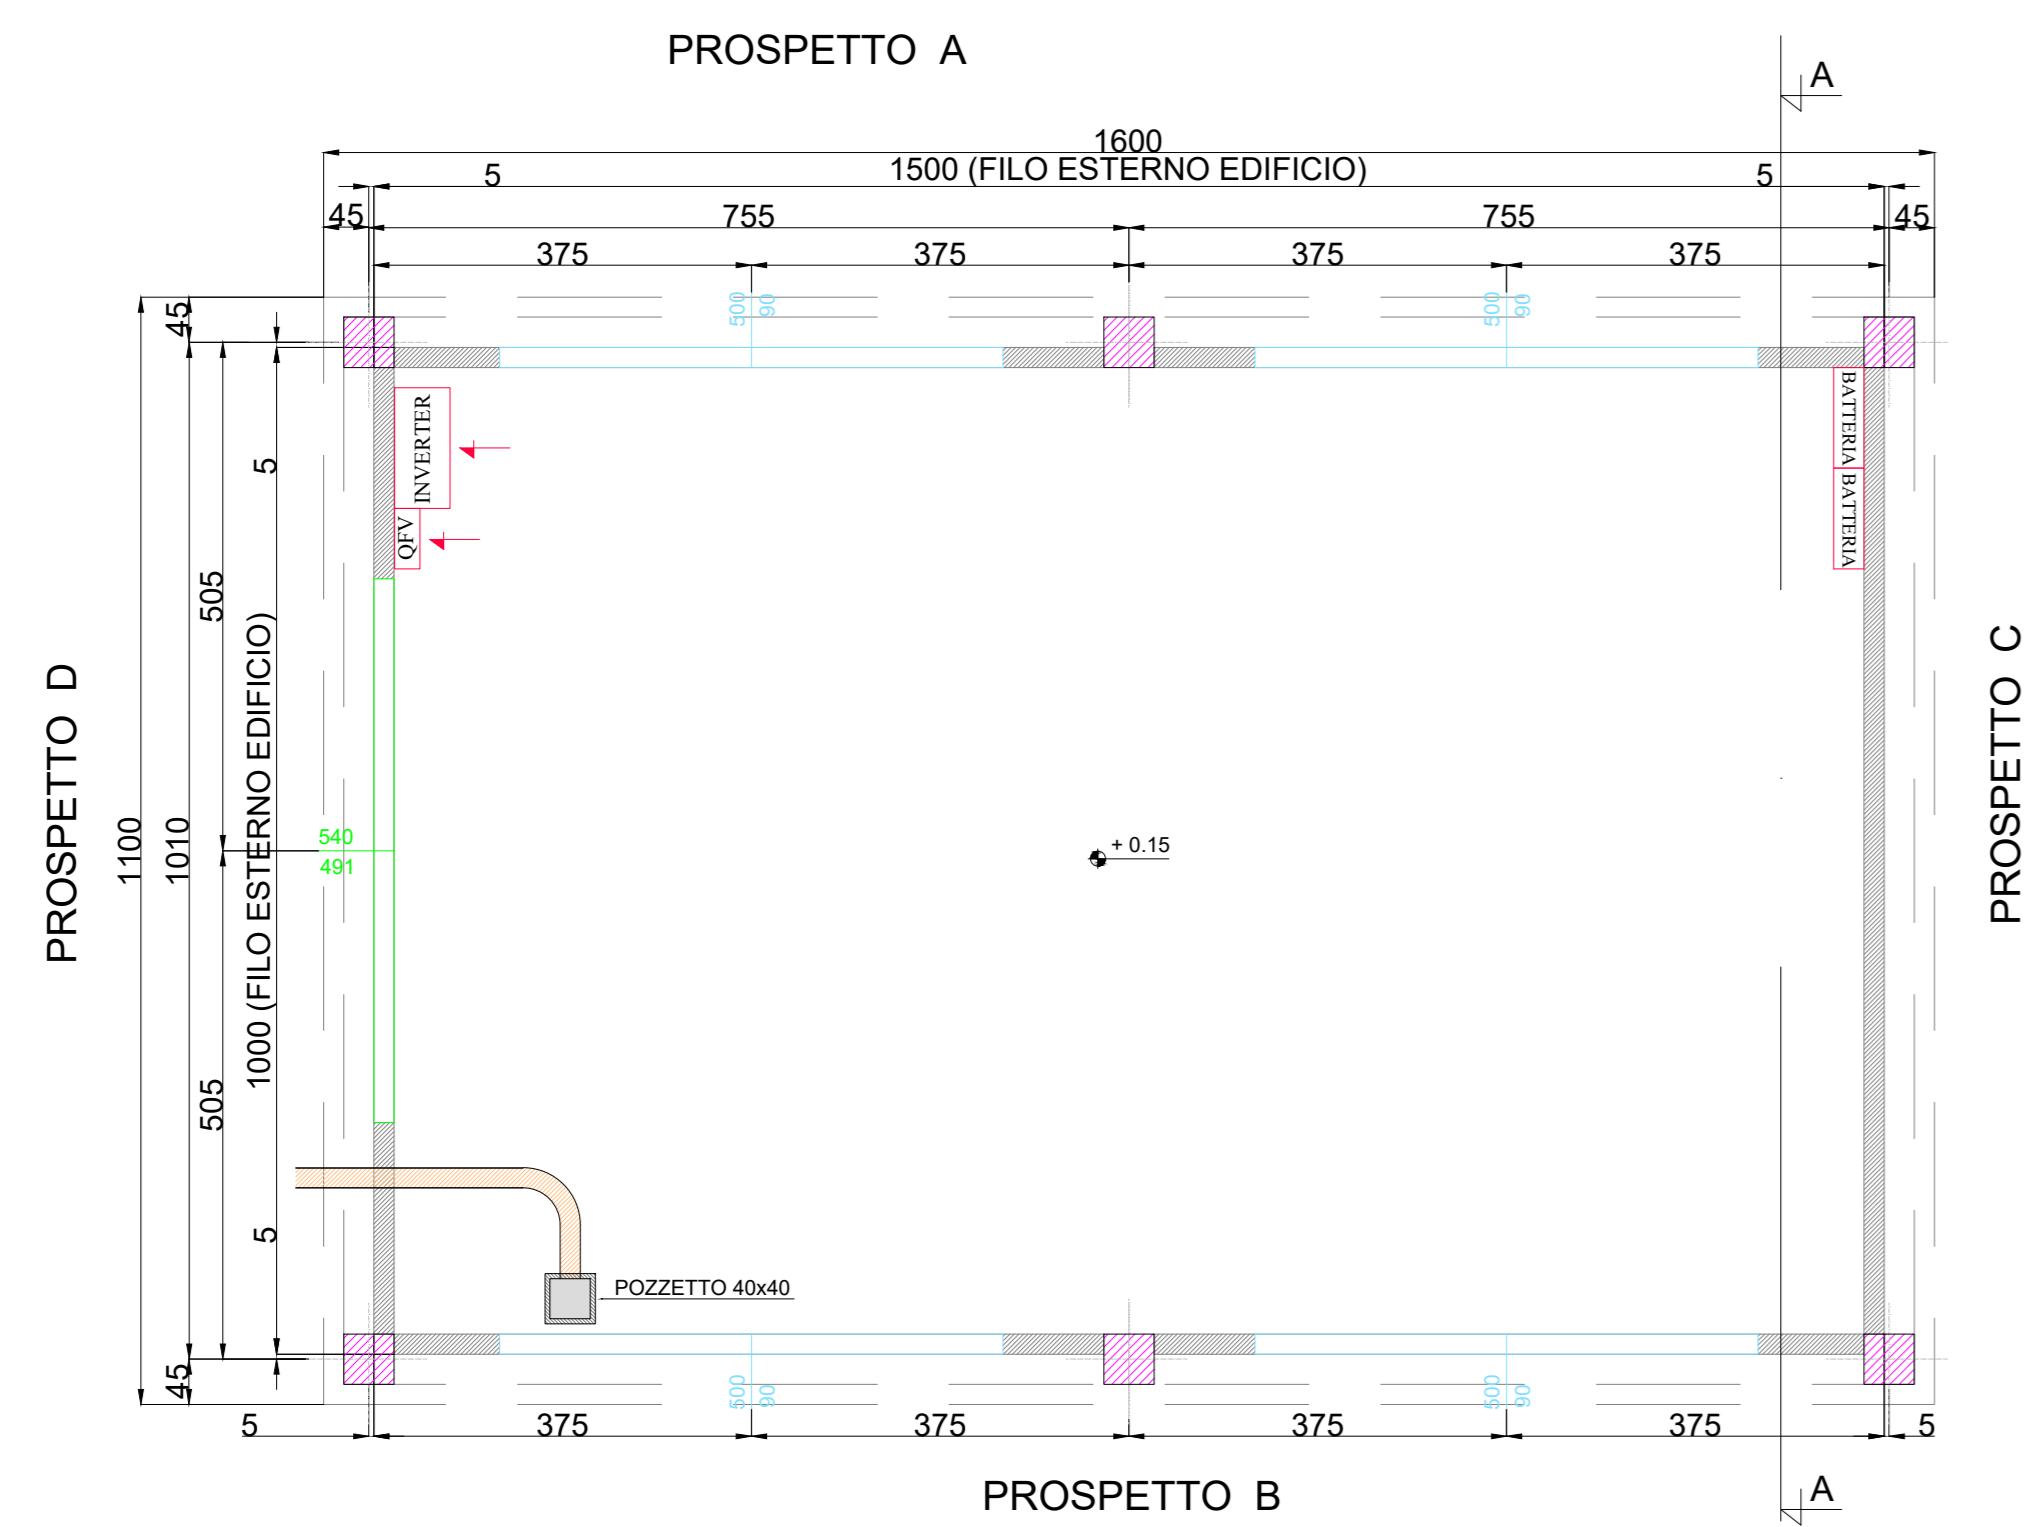 PROSPETTO A
A
1600
1500 (FILO ESTERNO EDIFICIO)
5
5
45
755
755
45
375
375
375
375
45
500
90
500
90
INVERTER
QFV
BATTERIA
BATTERIA
5
505
1000 (FILO ESTERNO EDIFICIO)
1010
1100
PROSPETTO D
PROSPETTO C
540
491
+ 0.15
505
5
POZZETTO 40x40
45
500
90
500
90
5
375
375
375
375
5
PROSPETTO B
A